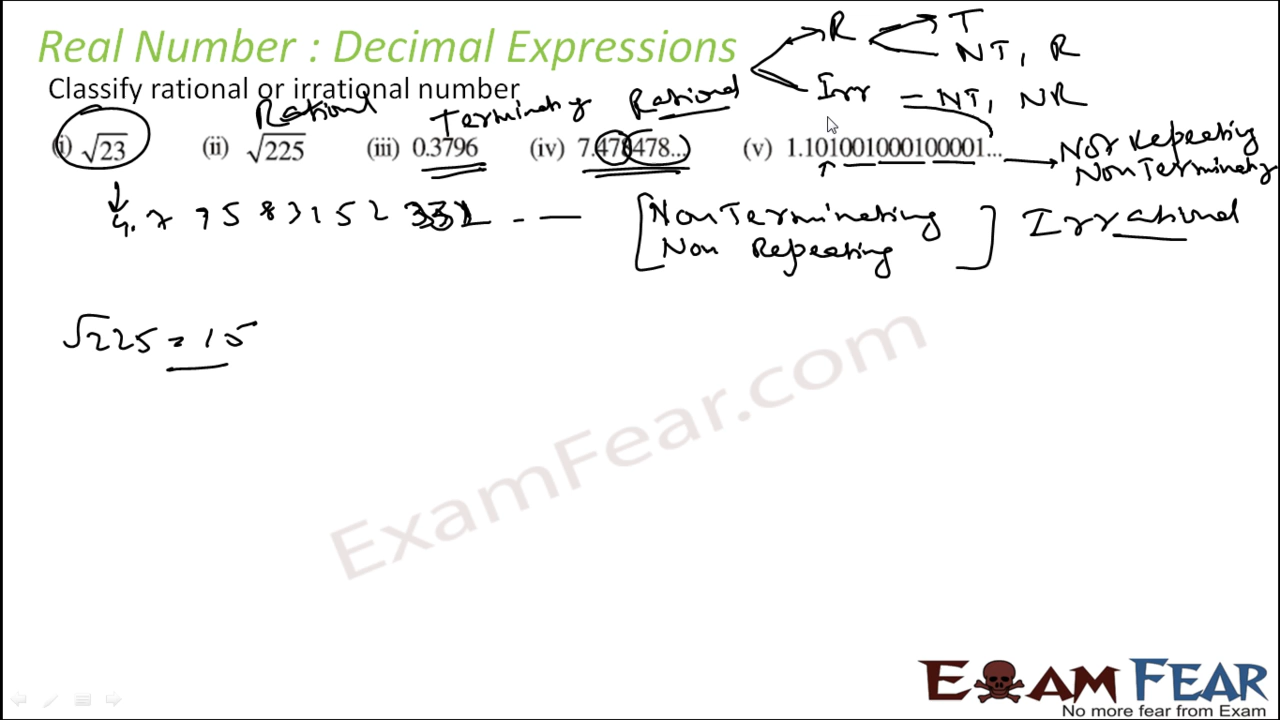 Real Number : Decimal Expressions
R
T
NT, R
Classify rational or irrational number
Irr = NT, NR
Rational
Terminating
Rational
(i) √23 (ii) √225 (iii) 0.3796 (iv) 7.478478... (v) 1.101001000100001...
Non Repeating
Non Terminating
4.795831523
Non Terminating
Non Repeating
Irrational
√225 = 15
ExamFear.com
EXAM FEAR
No more fear from Exam